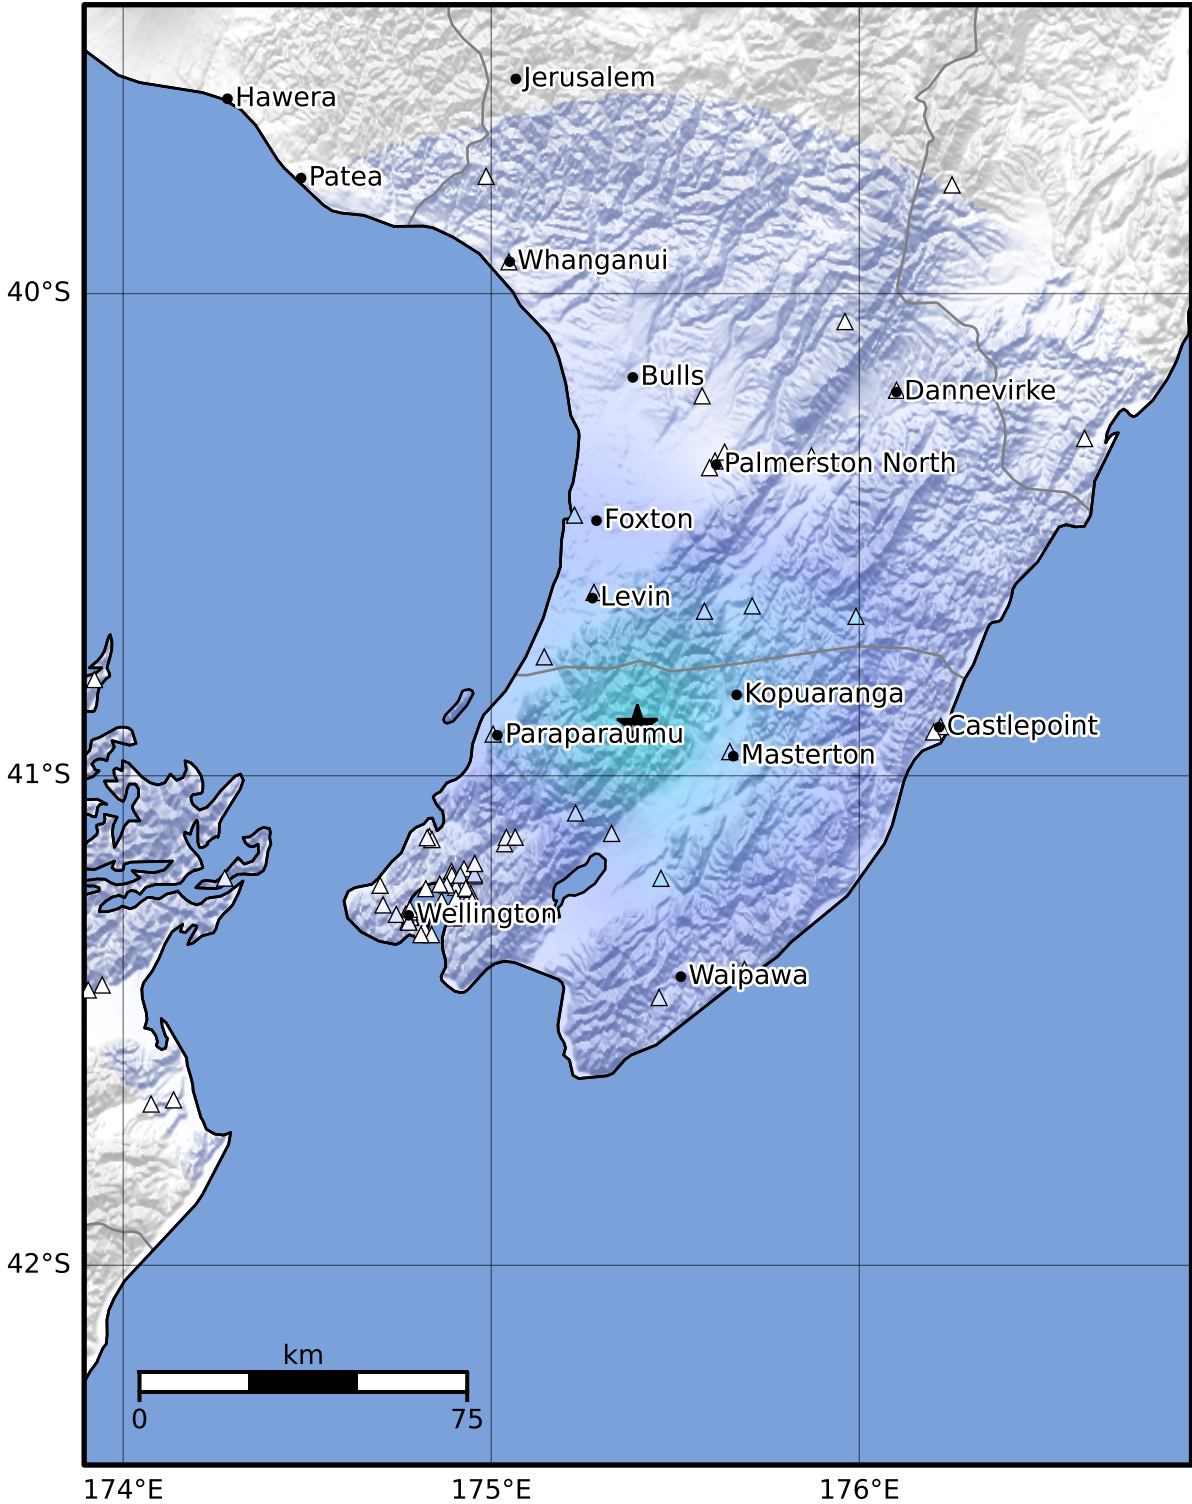 Jerusalem
Hawera
Patea
Whanganui
40°S
Bulls
Dannevirke
Palmerston North
Foxton
Levin
Kopuaranga
Castlepoint
Paraparaumu
Masterton
41°S
Wellington
Waipawa
42°S
km
0 75
174°E 175°E 176°E